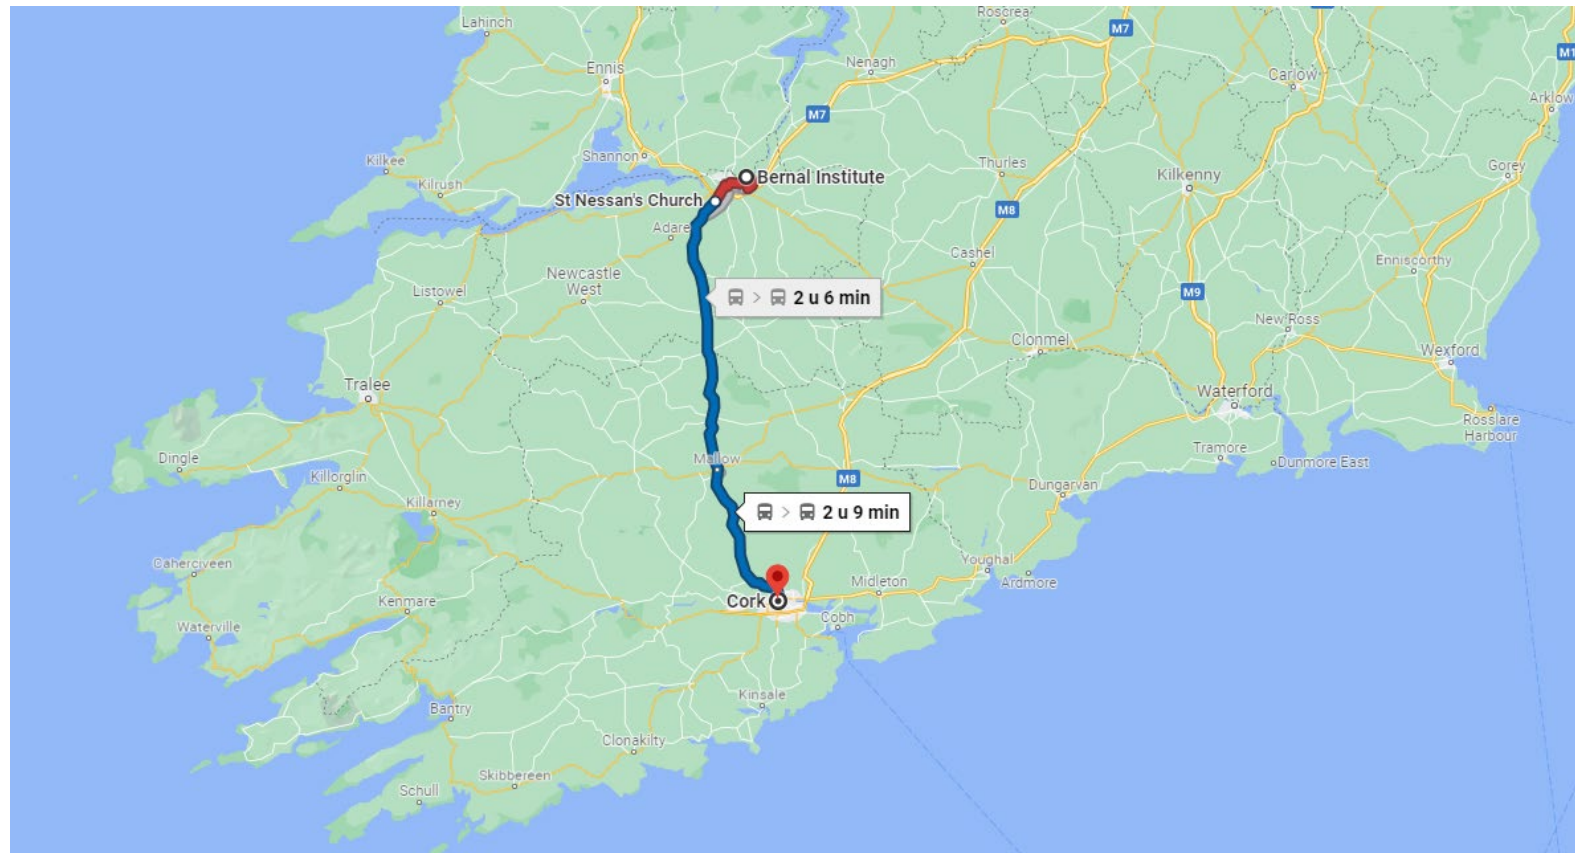 Lahinch
Roscrea
M7
M1
Ennis
Nenagh
Carlow
Arklow
M7
Kilkee
Shannon
Thurles
Gorey
Kilrush
Bernal Institute
Kilkenny
St Nessan's Church
M8
Adare
Cashel
Enniscorthy
Newcastle
West
Listowel
2 u 6 min
M9
New Ross
Clonmel
Wexford
Tralee
Waterford
Rosslare
Harbour
Dingle
Mallow
Tramore
Dunmore East
Killorglin
M8
Dungarvan
Killarney
2 u 9 min
Caherciveen
Youghal
Ardmore
Midleton
Kenmare
Cork
Cobh
Waterville
Kinsale
Bantry
Clonakilty
Skibbereen
Schull